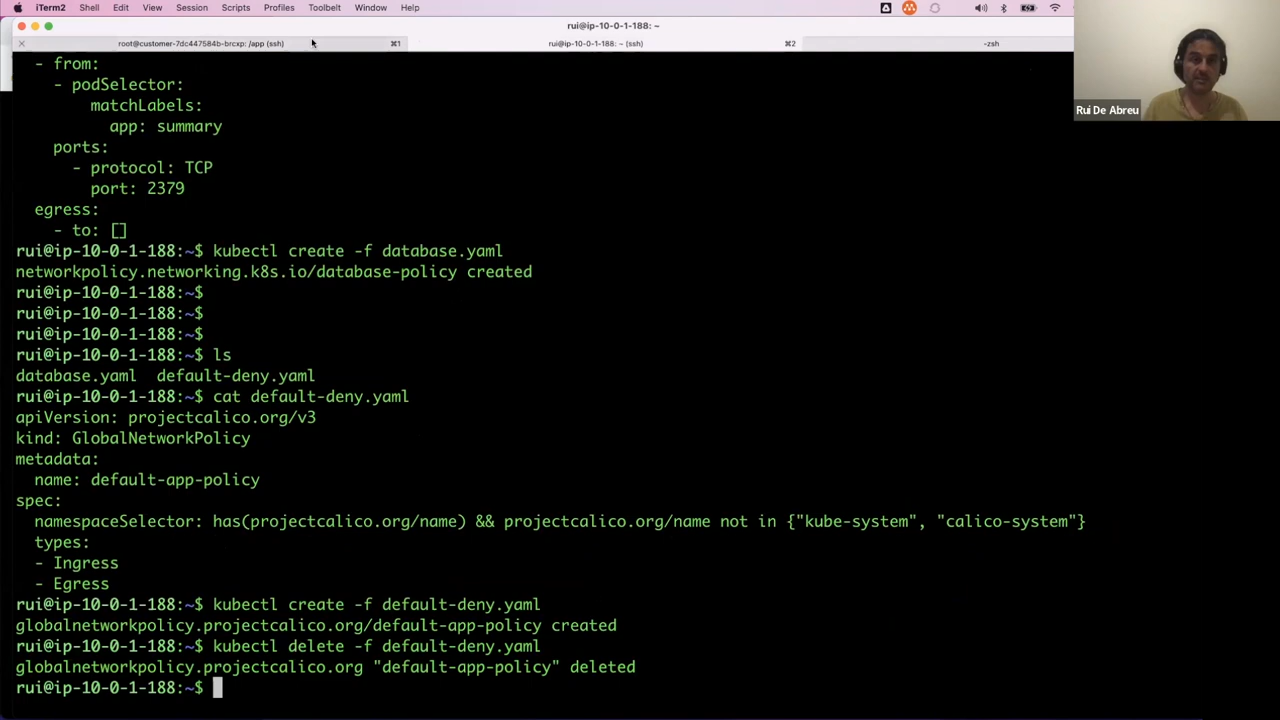 iTerm2 Shell Edit View Session Scripts Profiles Toolbelt Window Help
rui@ip-10-0-1-188: ~
root@customer-7dc447584b-brcxp: /app (ssh) ⌘1 rui@ip-10-0-1-188: ~ (ssh) ⌘2 -zsh
- from:
- podSelector:
matchLabels:
app: summary
ports:
- protocol: TCP
port: 2379
egress:
- to: []
rui@ip-10-0-1-188:~$ kubectl create -f database.yaml
networkpolicy.networking.k8s.io/database-policy created
rui@ip-10-0-1-188:~$
rui@ip-10-0-1-188:~$
rui@ip-10-0-1-188:~$
rui@ip-10-0-1-188:~$ ls
database.yaml  default-deny.yaml
rui@ip-10-0-1-188:~$ cat default-deny.yaml
apiVersion: projectcalico.org/v3
kind: GlobalNetworkPolicy
metadata:
name: default-app-policy
spec:
namespaceSelector: has(projectcalico.org/name) && projectcalico.org/name not in {"kube-system", "calico-system"}
types:
- Ingress
- Egress
rui@ip-10-0-1-188:~$ kubectl create -f default-deny.yaml
globalnetworkpolicy.projectcalico.org/default-app-policy created
rui@ip-10-0-1-188:~$ kubectl delete -f default-deny.yaml
globalnetworkpolicy.projectcalico.org "default-app-policy" deleted
rui@ip-10-0-1-188:~$
Rui De Abreu